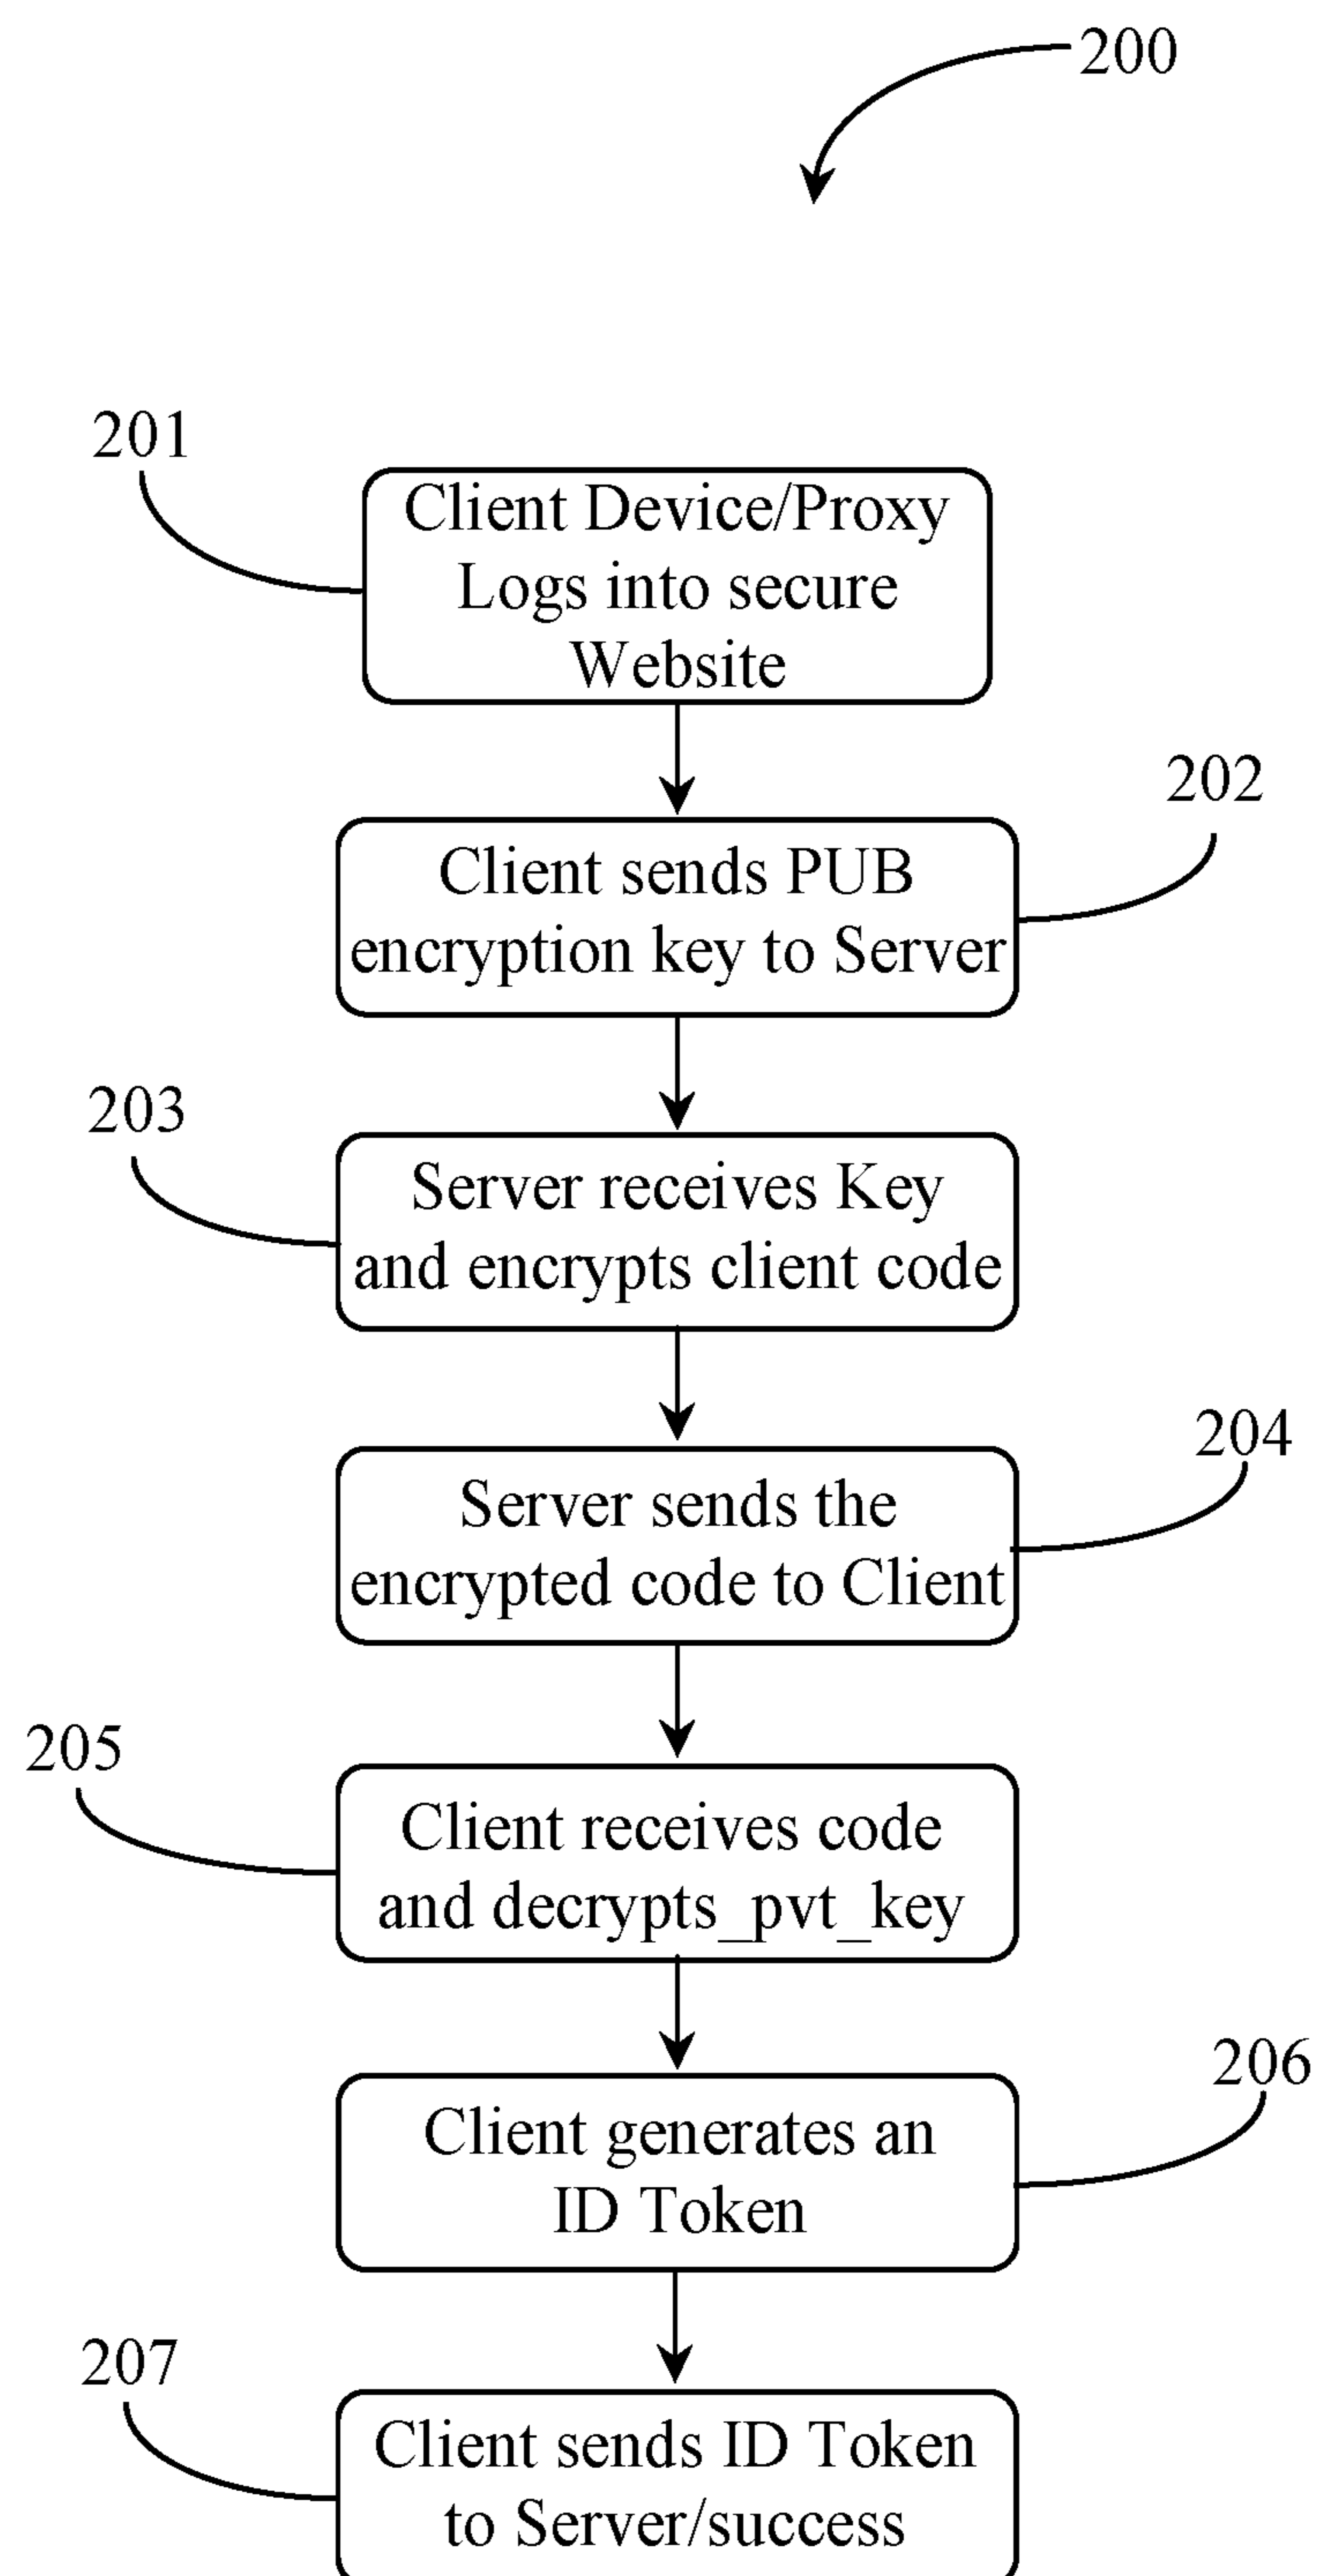 200
201
Client Device/Proxy
Logs into secure
Website
202
Client sends PUB
encryption key to Server
203
Server receives Key
and encrypts client code
204
Server sends the
encrypted code to Client
205
Client receives code
and decrypts_pvt_key
206
Client generates an
ID Token
207
Client sends ID Token
to Server/success